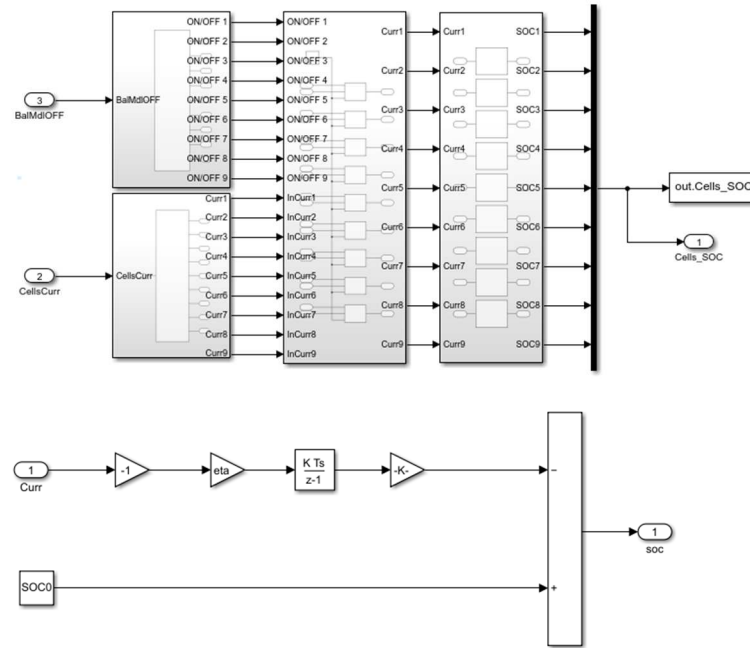 ON/OFF 1 ON/OFF 1
ON/OFF 2 ON/OFF 2
ON/OFF 3 ON/OFF 3
ON/OFF 4 ON/OFF 4
ON/OFF 5 ON/OFF 5
ON/OFF 6 ON/OFF 6
ON/OFF 7 ON/OFF 7
ON/OFF 8 ON/OFF 8
ON/OFF 9 ON/OFF 9
3
BalMdlOFF
BalMdlOFF
Curr1 InCurr1
Curr2 InCurr2
Curr3 InCurr3
Curr4 InCurr4
Curr5 InCurr5
Curr6 InCurr6
Curr7 InCurr7
Curr8 InCurr8
Curr9 InCurr9
2
CellsCurr
CellsCurr
Curr1 Curr1 SOC1
Curr2 Curr2 SOC2
Curr3 Curr3 SOC3
Curr4 Curr4 SOC4
Curr5 Curr5 SOC5
Curr6 Curr6 SOC6
Curr7 Curr7 SOC7
Curr8 Curr8 SOC8
Curr9 Curr9 SOC9
out.Cells_SOC
1
Cells_SOC
1
Curr
-1
eta
K Ts
z-1
-K-
−
SOC0
+
1
soc